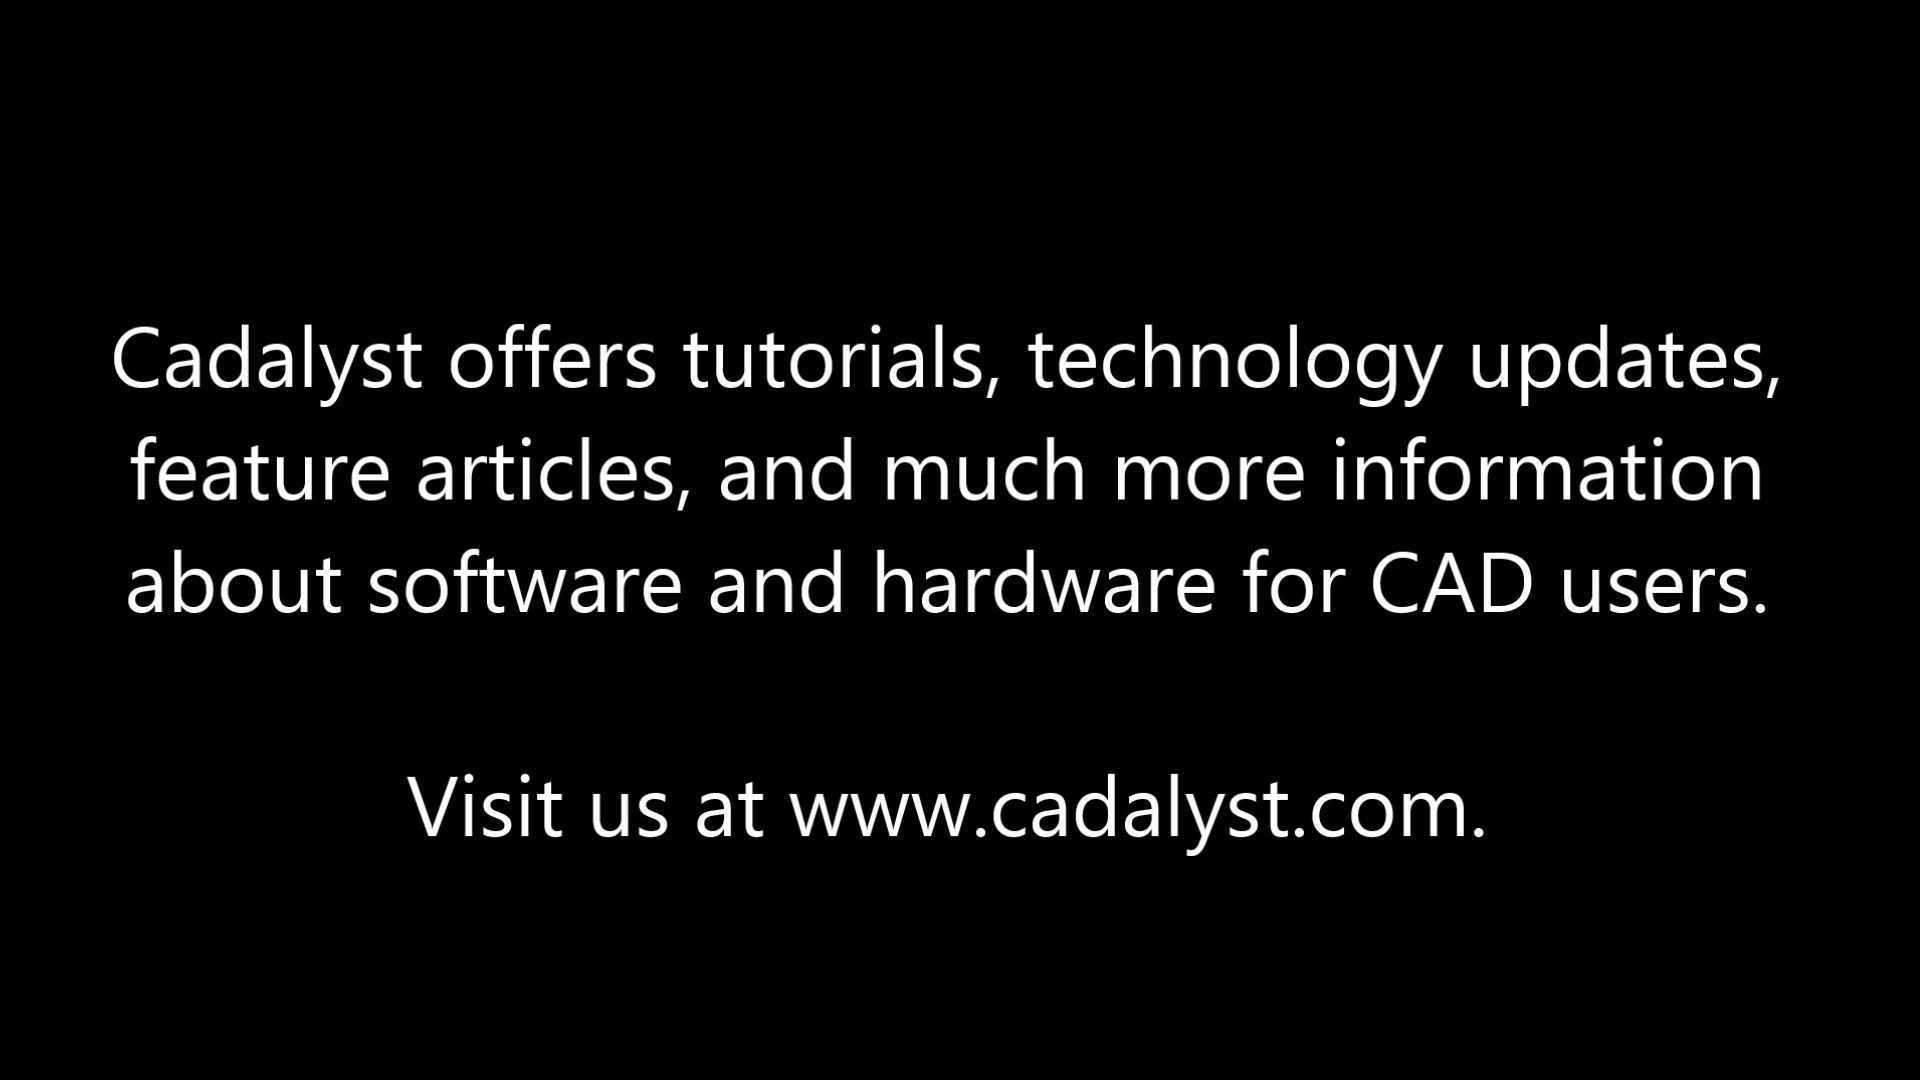 Cadalyst offers tutorials, technology updates,
feature articles, and much more information
about software and hardware for CAD users.
Visit us at www.cadalyst.com.